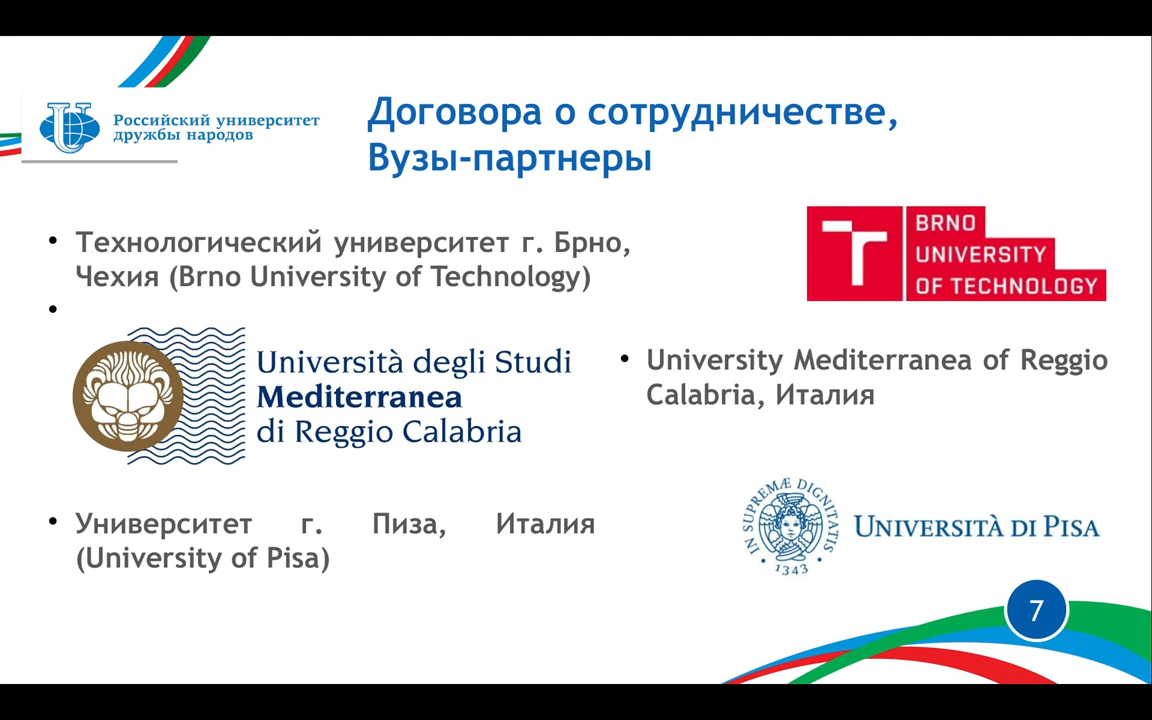 Российский университет
дружбы народов
Договора о сотрудничестве,
Вузы-партнеры
• Технологический университет г. Брно,
Чехия (Brno University of Technology)
•
BRNO
UNIVERSITY
OF TECHNOLOGY
Università degli Studi
Mediterranea
di Reggio Calabria
• University Mediterranea of Reggio
Calabria, Италия
• Университет г. Пиза, Италия
(University of Pisa)
IN SUPREMÆ DIGNITATIS
· 1343 ·
UNIVERSITÀ DI PISA
7